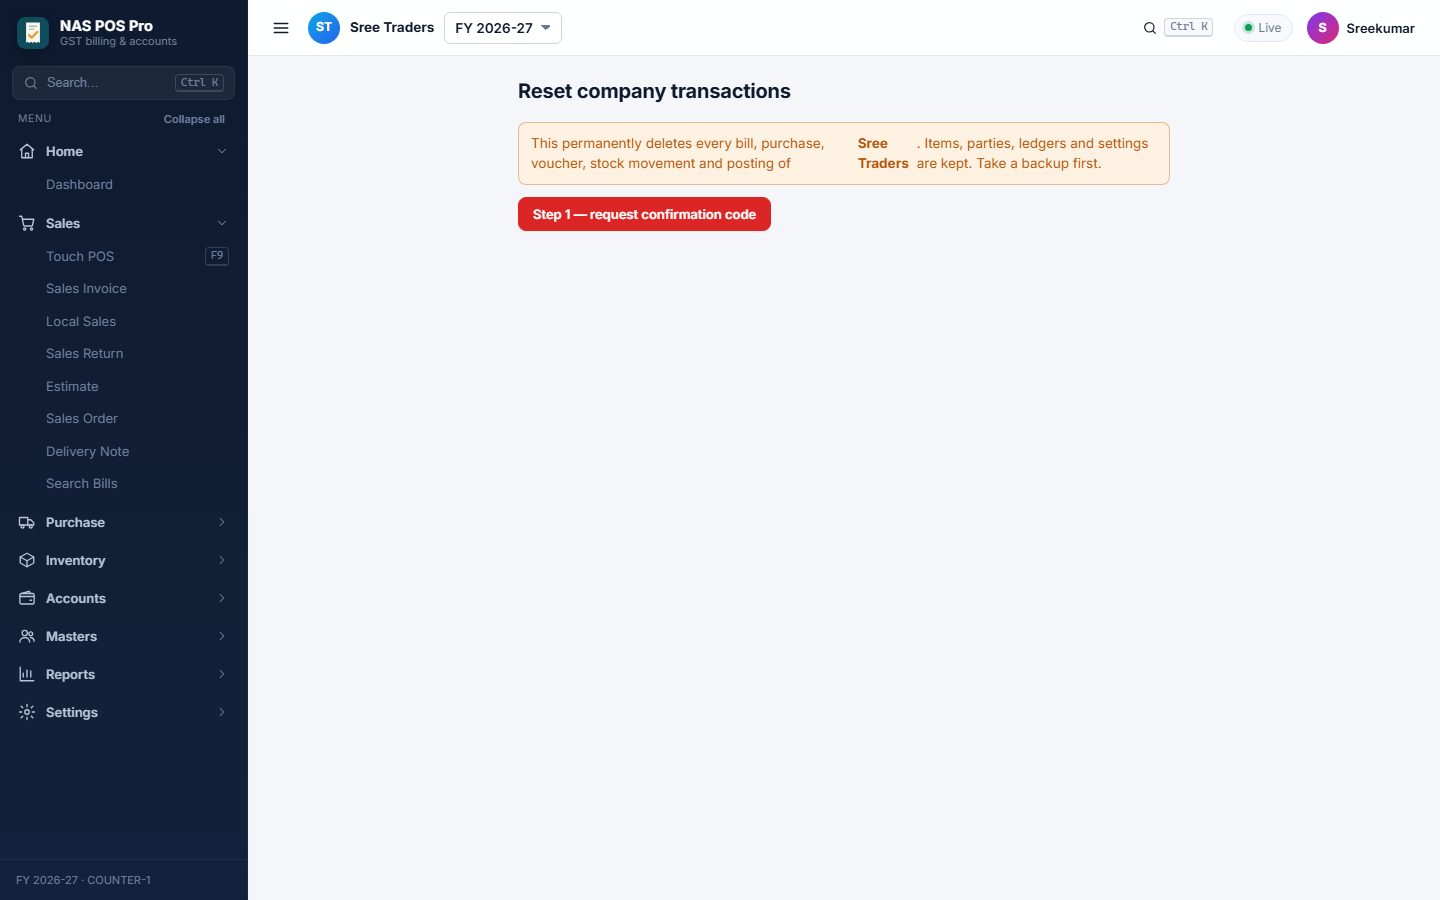 NAS POS Pro
GST billing & accounts
Search... Ctrl K
MENU Collapse all
Home
Dashboard
Sales
Touch POS F9
Sales Invoice
Local Sales
Sales Return
Estimate
Sales Order
Delivery Note
Search Bills
Purchase
Inventory
Accounts
Masters
Reports
Settings
FY 2026-27 · COUNTER-1
ST Sree Traders FY 2026-27 Ctrl K Live S Sreekumar
Reset company transactions
This permanently deletes every bill, purchase,
voucher, stock movement and posting of
Sree
Traders
. Items, parties, ledgers and settings
are kept. Take a backup first.
Step 1 — request confirmation code